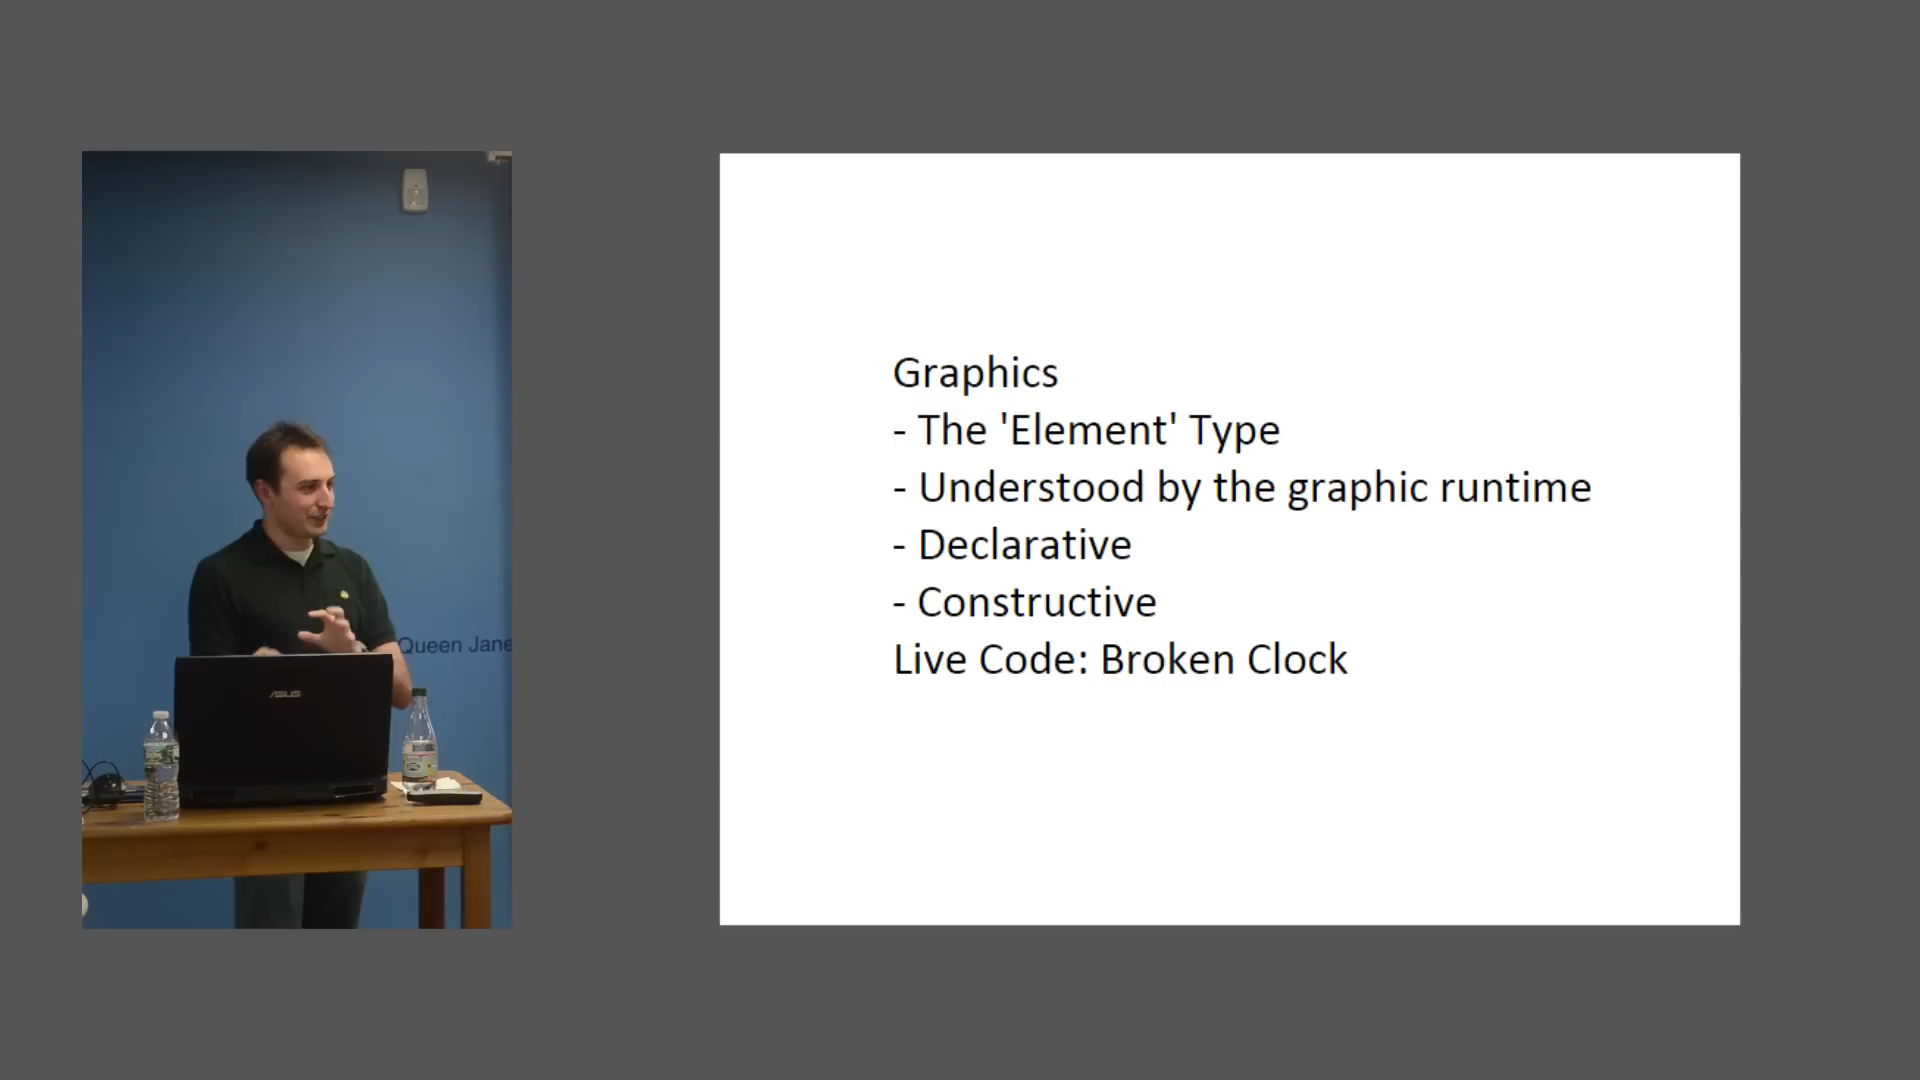 Graphics
- The 'Element' Type
- Understood by the graphic runtime
- Declarative
- Constructive
Live Code: Broken Clock
Queen Jane
ASUS